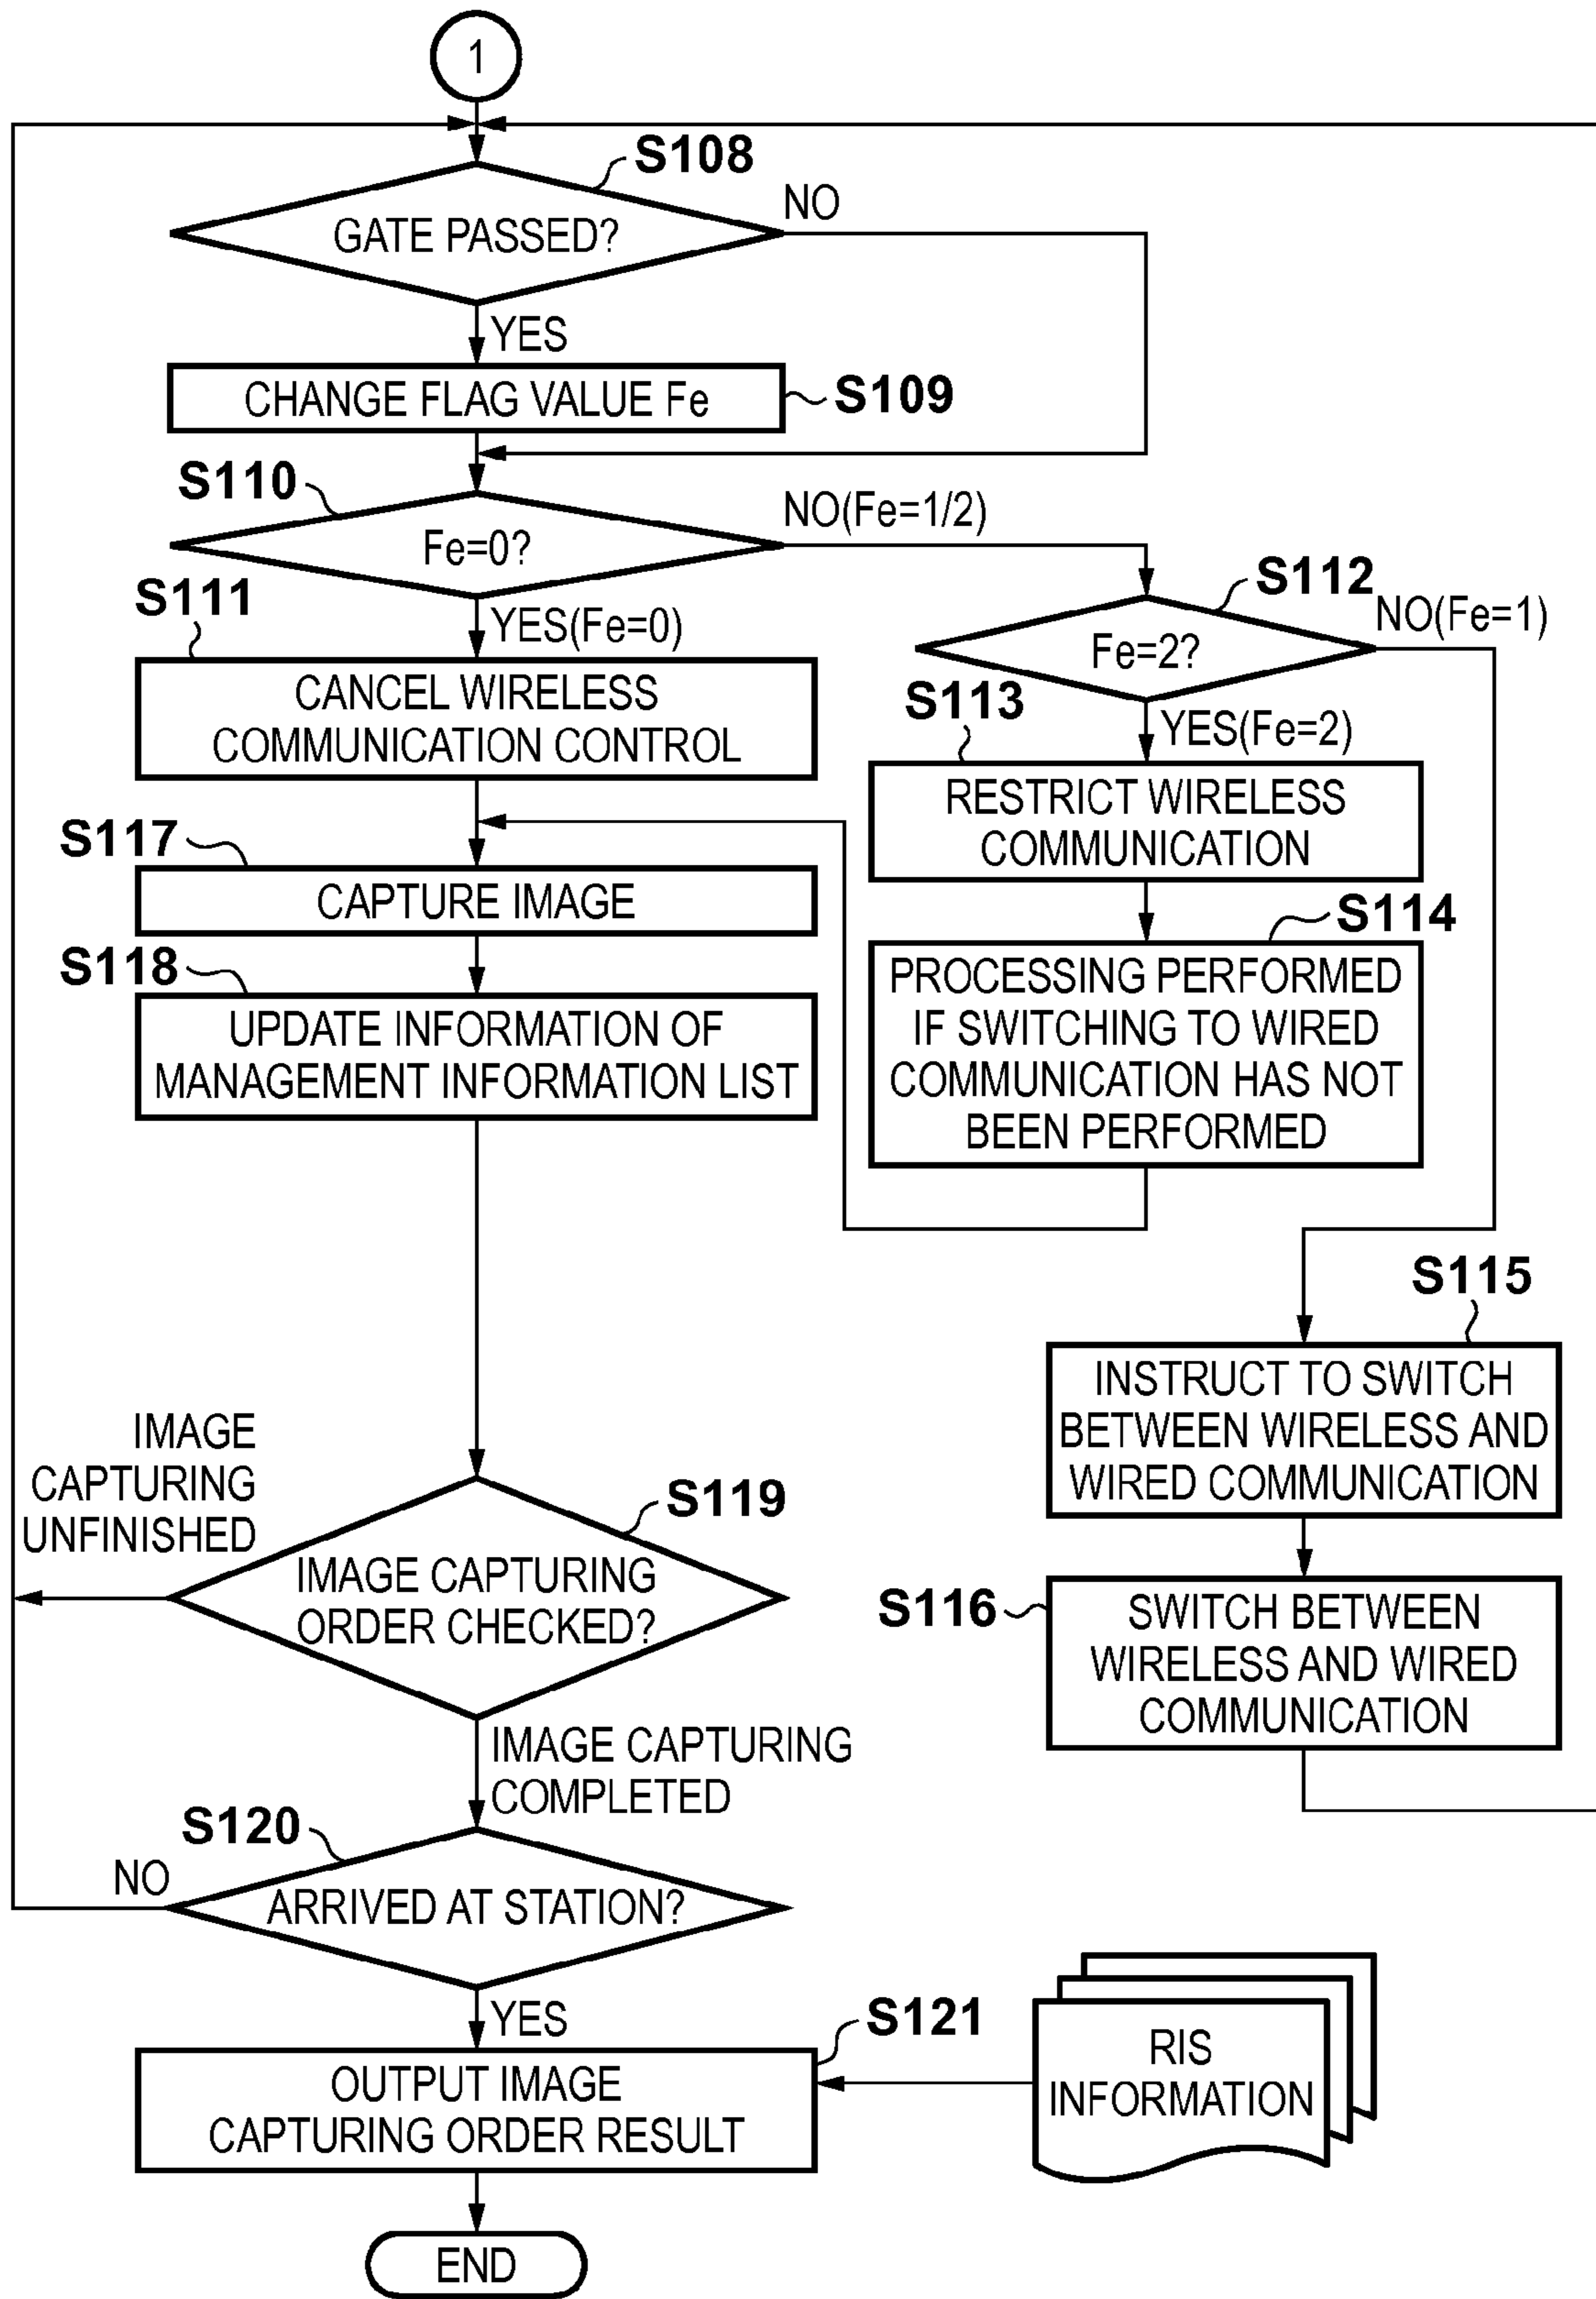 1
S108
GATE PASSED?
NO
YES
CHANGE FLAG VALUE Fe
S109
S110
Fe=0?
NO(Fe=1/2)
YES(Fe=0)
S111
CANCEL WIRELESS
COMMUNICATION CONTROL
S112
Fe=2?
NO(Fe=1)
YES(Fe=2)
S113
RESTRICT WIRELESS
COMMUNICATION
S114
PROCESSING PERFORMED
IF SWITCHING TO WIRED
COMMUNICATION HAS NOT
BEEN PERFORMED
S115
INSTRUCT TO SWITCH
BETWEEN WIRELESS AND
WIRED COMMUNICATION
S116
SWITCH BETWEEN
WIRELESS AND WIRED
COMMUNICATION
S117
CAPTURE IMAGE
S118
UPDATE INFORMATION OF
MANAGEMENT INFORMATION LIST
IMAGE
CAPTURING
UNFINISHED
S119
IMAGE CAPTURING
ORDER CHECKED?
IMAGE CAPTURING
COMPLETED
S120
NO
ARRIVED AT STATION?
YES
S121
OUTPUT IMAGE
CAPTURING ORDER RESULT
RIS
INFORMATION
END